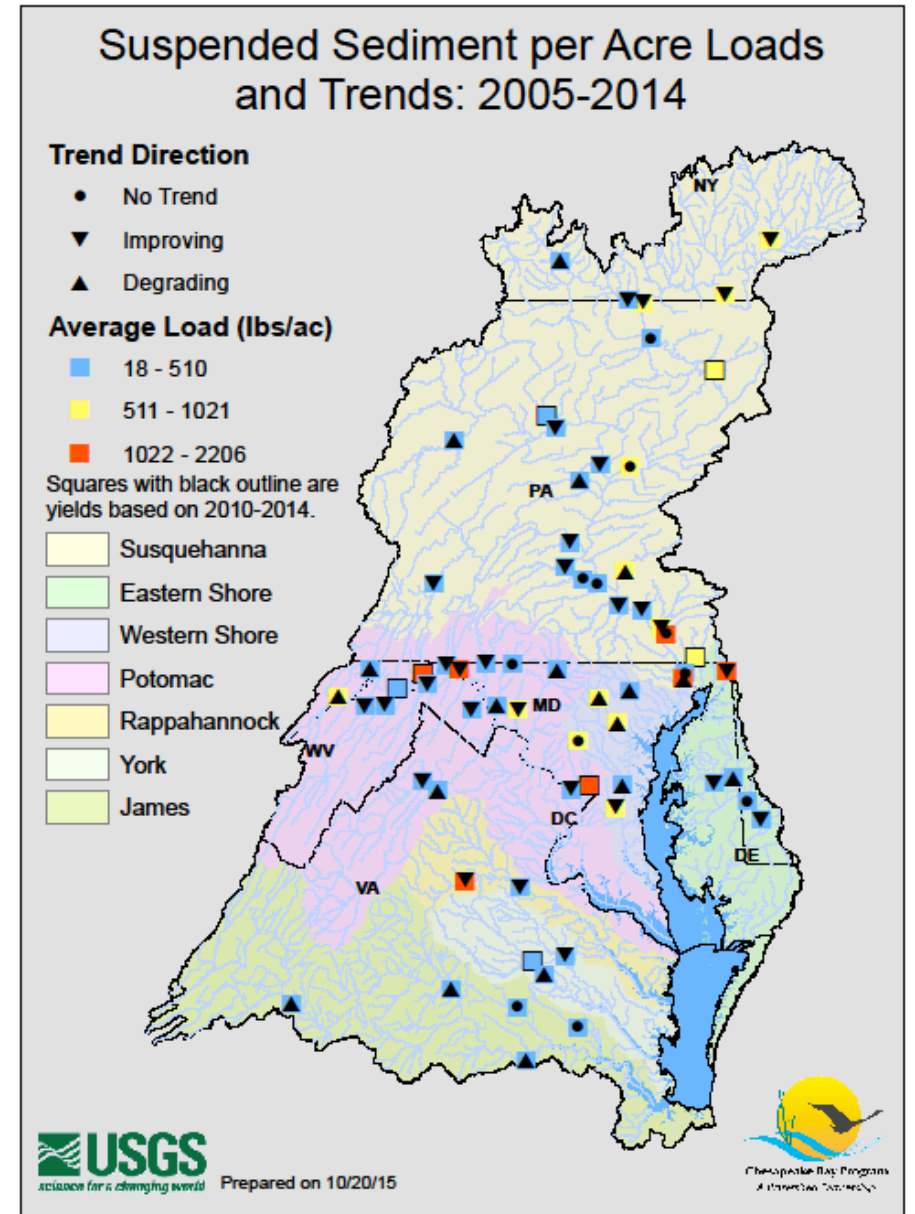 Suspended Sediment per Acre Loads
and Trends: 2005-2014
Trend Direction
No Trend
Improving
Degrading
Average Load (lbs/ac)
18 - 510
511 - 1021
1022 - 2206
Squares with black outline are
yields based on 2010-2014.
Susquehanna
Eastern Shore
Western Shore
Potomac
Rappahannock
York
James
NY
PA
MD
WV
DC
DE
VA
USGS
science for a changing world
Prepared on 10/20/15
Chesapeake Bay Program
A Watershed Partnership